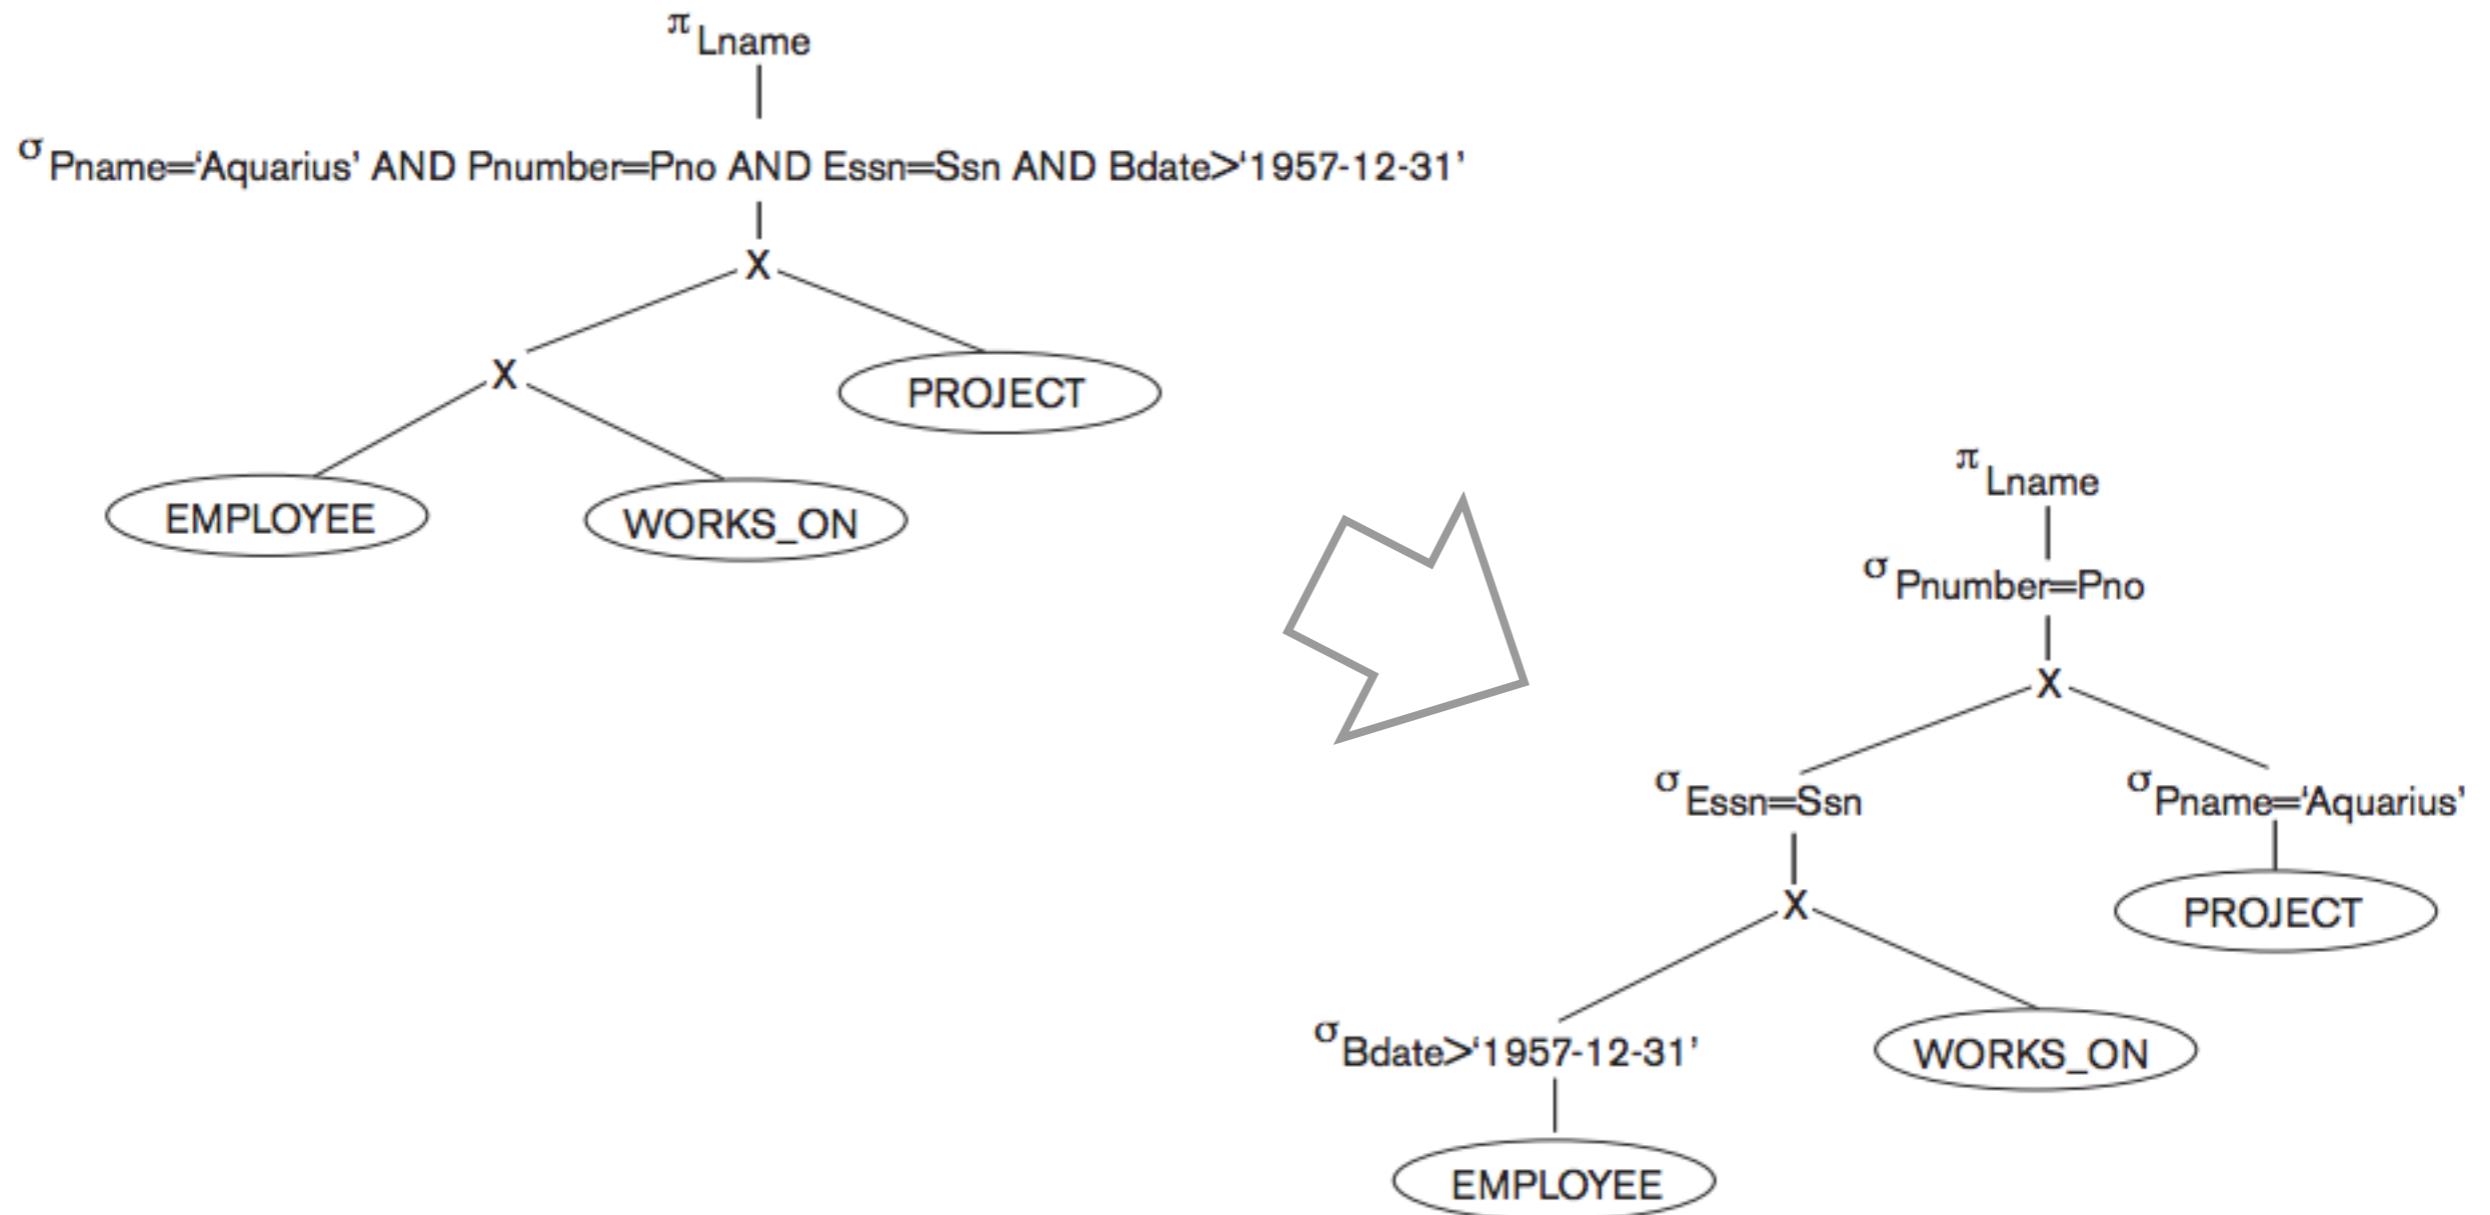 π Lname
σ Pname=‘Aquarius’ AND Pnumber=Pno AND Essn=Ssn AND Bdate>‘1957-12-31’
X
X
PROJECT
EMPLOYEE
WORKS_ON
π Lname
σ Pnumber=Pno
X
σ Essn=Ssn
σ Pname=‘Aquarius’
X
PROJECT
σ Bdate>‘1957-12-31’
WORKS_ON
EMPLOYEE